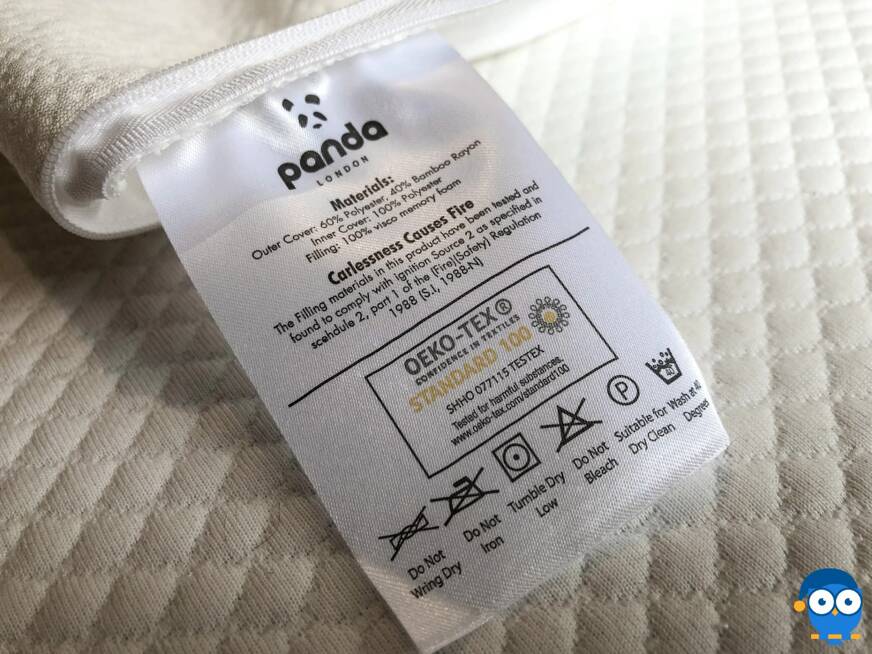 panda
LONDON
Materials:
Outer Cover: 60% Polyester, 40% Bamboo Rayon
Inner Cover: 100% Polyester
Filling: 100% visco memory foam
Carlessness Causes Fire
The Filling materials in this product have been tested and
found to comply with ignition Source 2 as specified in
scehdule 2, part 1 of the (Fire)(Safety) Regulation
1988 (S.I, 1988-N)
OEKO-TEX®
CONFIDENCE IN TEXTILES
STANDARD 100
SHHO 077115 TESTEX
Tested for harmful substances.
www.oeko-tex.com/standard100
P
40
Do Not
Wring Dry
Do Not
Iron
Tumble Dry
Low
Do Not
Bleach
Suitable for
Dry Clean
Wash at 40
Degrees